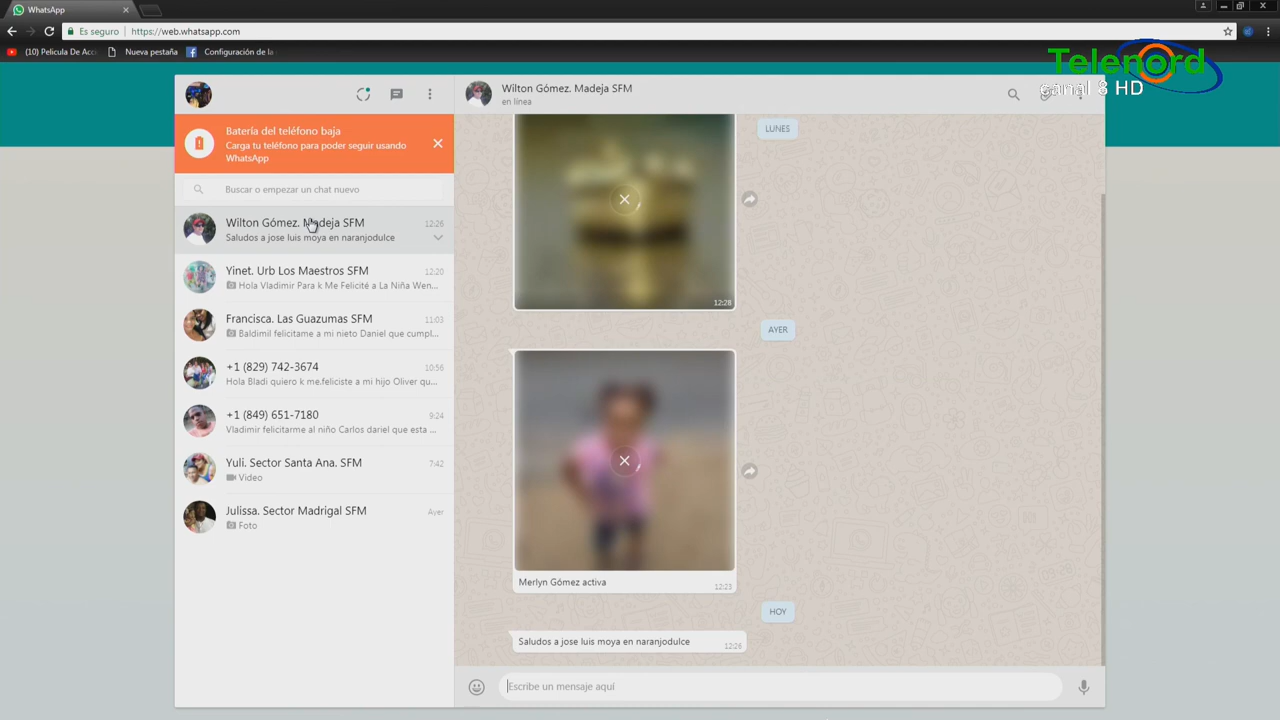 WhatsApp
Es seguro
https://web.whatsapp.com
(10) Pelicula De Acc
Nueva pestaña
Configuración de la
Telenord
canal 8 HD
Batería del teléfono baja
Carga tu teléfono para poder seguir usando
WhatsApp
Buscar o empezar un chat nuevo
Wilton Gómez. Madeja SFM
12:26
Saludos a jose luis moya en naranjodulce
Yinet. Urb Los Maestros SFM
12:20
Hola Vladimir Para k Me Felicité a La Niña Wen...
Francisca. Las Guazumas SFM
11:03
Baldimil felicitame a mi nieto Daniel que cumpl...
+1 (829) 742-3674
10:56
Hola Bladi quiero k me.feliciste a mi hijo Oliver qu...
+1 (849) 651-7180
9:24
Vladimir felicitarme al niño Carlos dariel que esta ...
Yuli. Sector Santa Ana. SFM
7:42
Video
Julissa. Sector Madrigal SFM
Ayer
Foto
Wilton Gómez. Madeja SFM
en línea
LUNES
12:28
AYER
Merlyn Gómez activa
12:23
HOY
Saludos a jose luis moya en naranjodulce
12:26
Escribe un mensaje aquí